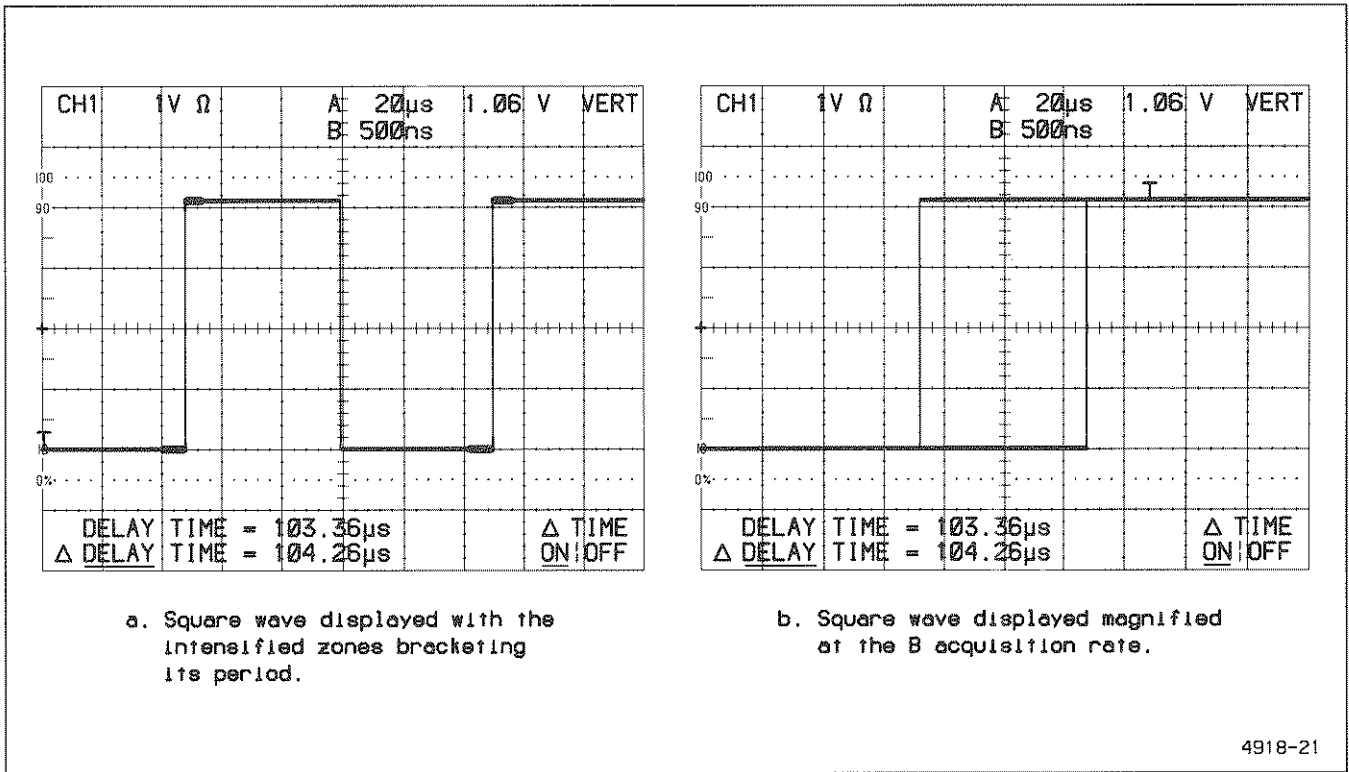 CH1 1V Ω A 20µs 1.06 V VERT
B 500ns
100
90
10
0%
DELAY TIME = 103.36µs Δ TIME
Δ DELAY TIME = 104.26µs ON¦OFF
a. Square wave displayed with the
intensified zones bracketing
its period.
CH1 1V Ω A 20µs 1.06 V VERT
B 500ns
100
90
10
0%
DELAY TIME = 103.36µs Δ TIME
Δ DELAY TIME = 104.26µs ON¦OFF
b. Square wave displayed magnified
at the B acquisition rate.
4918-21